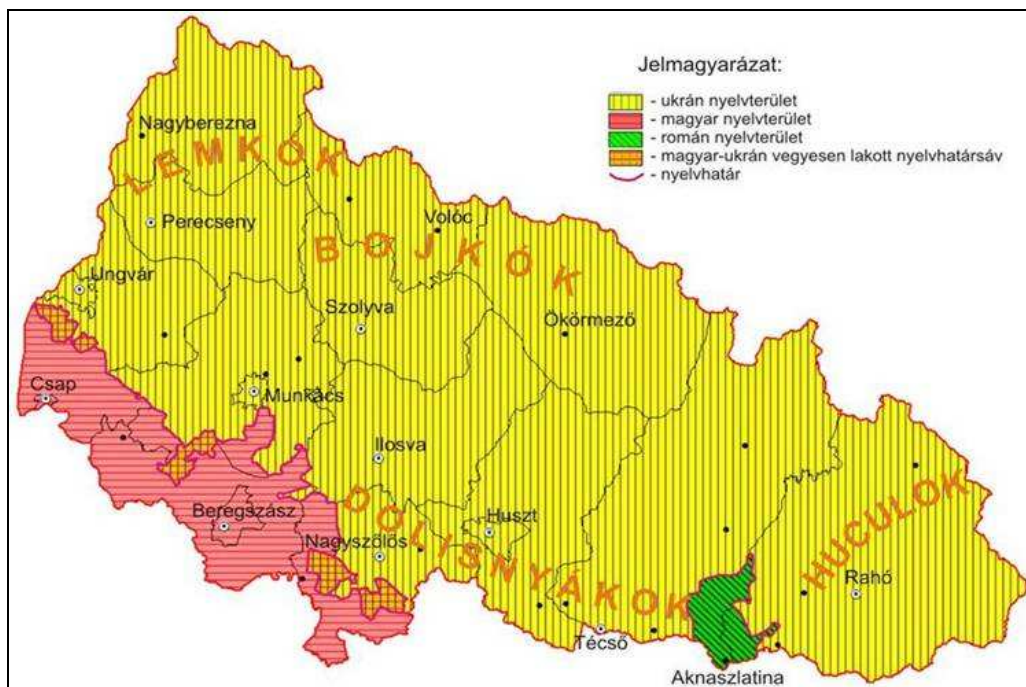 Jelmagyarázat:
- ukrán nyelvterület
- magyar nyelvterület
- román nyelvterület
- magyar-ukrán vegyesen lakott nyelvhatársáv
- nyelvhatár
Nagyberezna
LEMKÓK
Perecseny
Volóc
BOJKÓK
Ungvár
Szolyva
Ökörmező
Csap
Munkács
Ilosva
HUCULOK
Beregszász
DOLISNYÁKOK
Huszt
Nagyszőlős
Rahó
Técső
Aknaszlatina